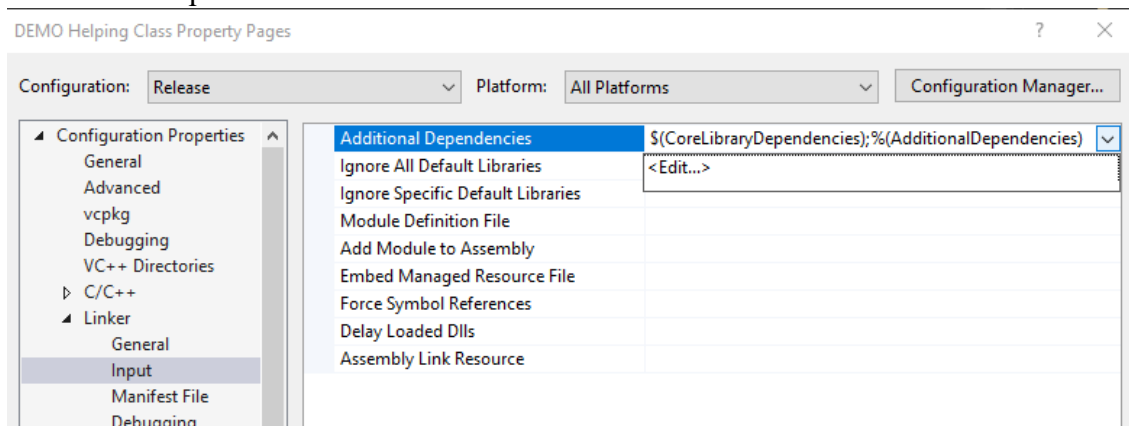 DEMO Helping Class Property Pages ?
Configuration: Release Platform: All Platforms Configuration Manager...
Configuration Properties
General
Advanced
vcpkg
Debugging
VC++ Directories
C/C++
Linker
General
Input
Manifest File
Debugging
Additional Dependencies $(CoreLibraryDependencies);%(AdditionalDependencies)
Ignore All Default Libraries <Edit...>
Ignore Specific Default Libraries
Module Definition File
Add Module to Assembly
Embed Managed Resource File
Force Symbol References
Delay Loaded Dlls
Assembly Link Resource